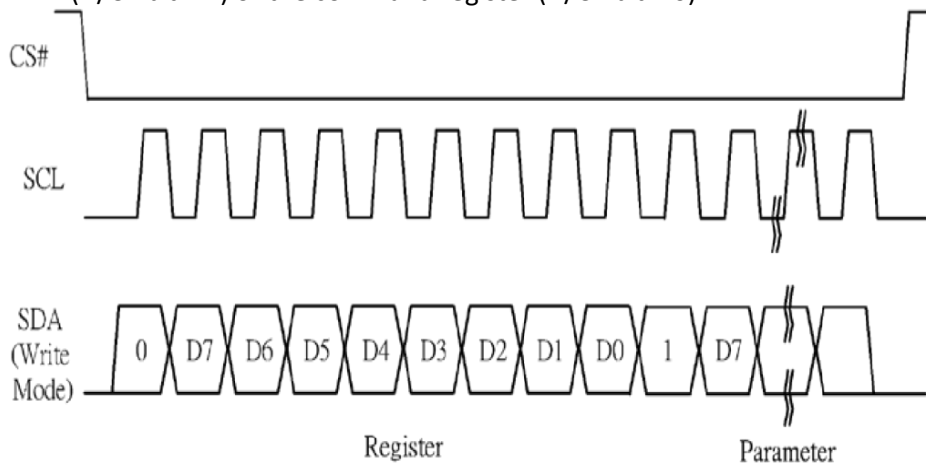 CS#
SCL
SDA
(Write
Mode)
0 D7 D6 D5 D4 D3 D2 D1 D0 1 D7
Register
Parameter